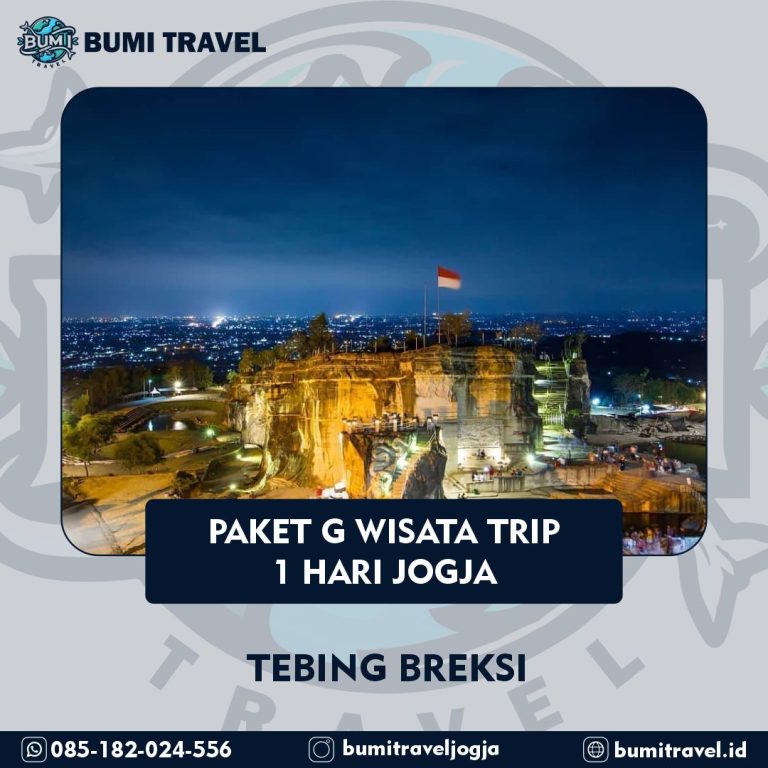 BUMI
TRAVEL
BUMI TRAVEL
PAKET G WISATA TRIP
1 HARI JOGJA
TEBING BREKSI
TRAVEL
085-182-024-556
bumitraveljogja
bumitravel.id